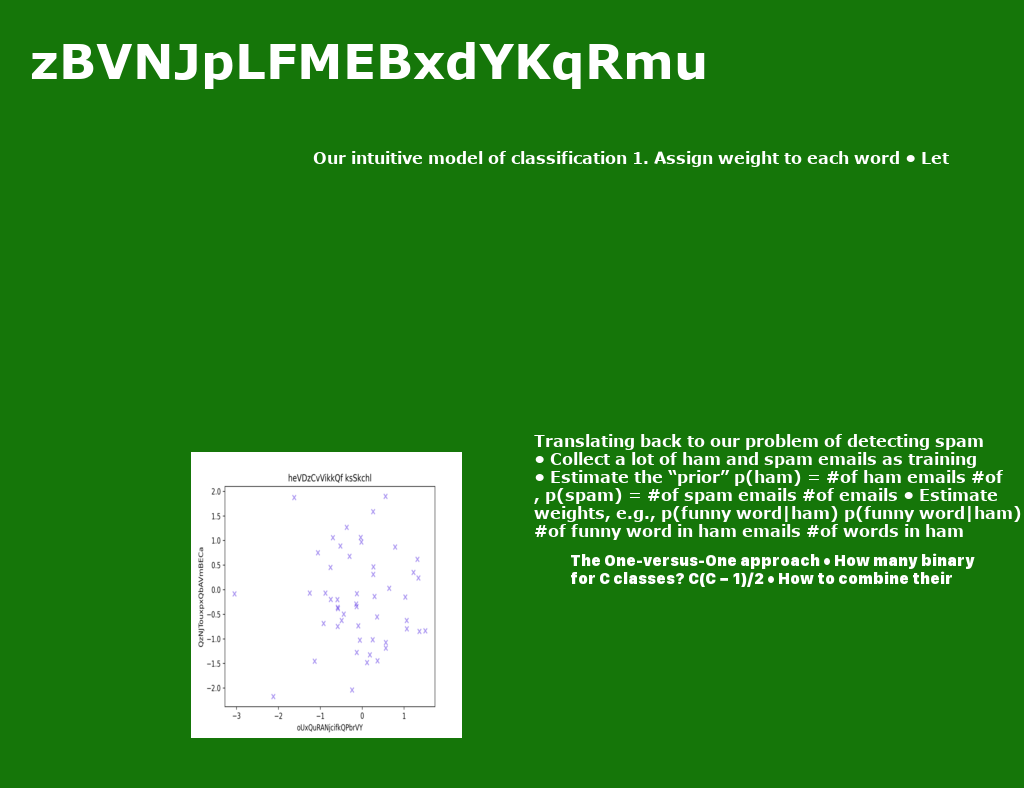 zBVNJpLFMEBxdYKqRmu
Our intuitive model of classification 1. Assign weight to each word • Let
Translating back to our problem of detecting spam
• Collect a lot of ham and spam emails as training
• Estimate the “prior” p(ham) = #of ham emails #of
, p(spam) = #of spam emails #of emails • Estimate
weights, e.g., p(funny word|ham) p(funny word|ham)
#of funny word in ham emails #of words in ham
The One-versus-One approach • How many binary
for C classes? C(C − 1)/2 • How to combine their
heVDzCvVikkQf ksSkchl
QzNjTouxpxQbAVmBECa
2.0
1.5
1.0
0.5
0.0
−0.5
−1.0
−1.5
−2.0
−3 −2 −1 0 1
oUxQuRANjcifkQPbrVY